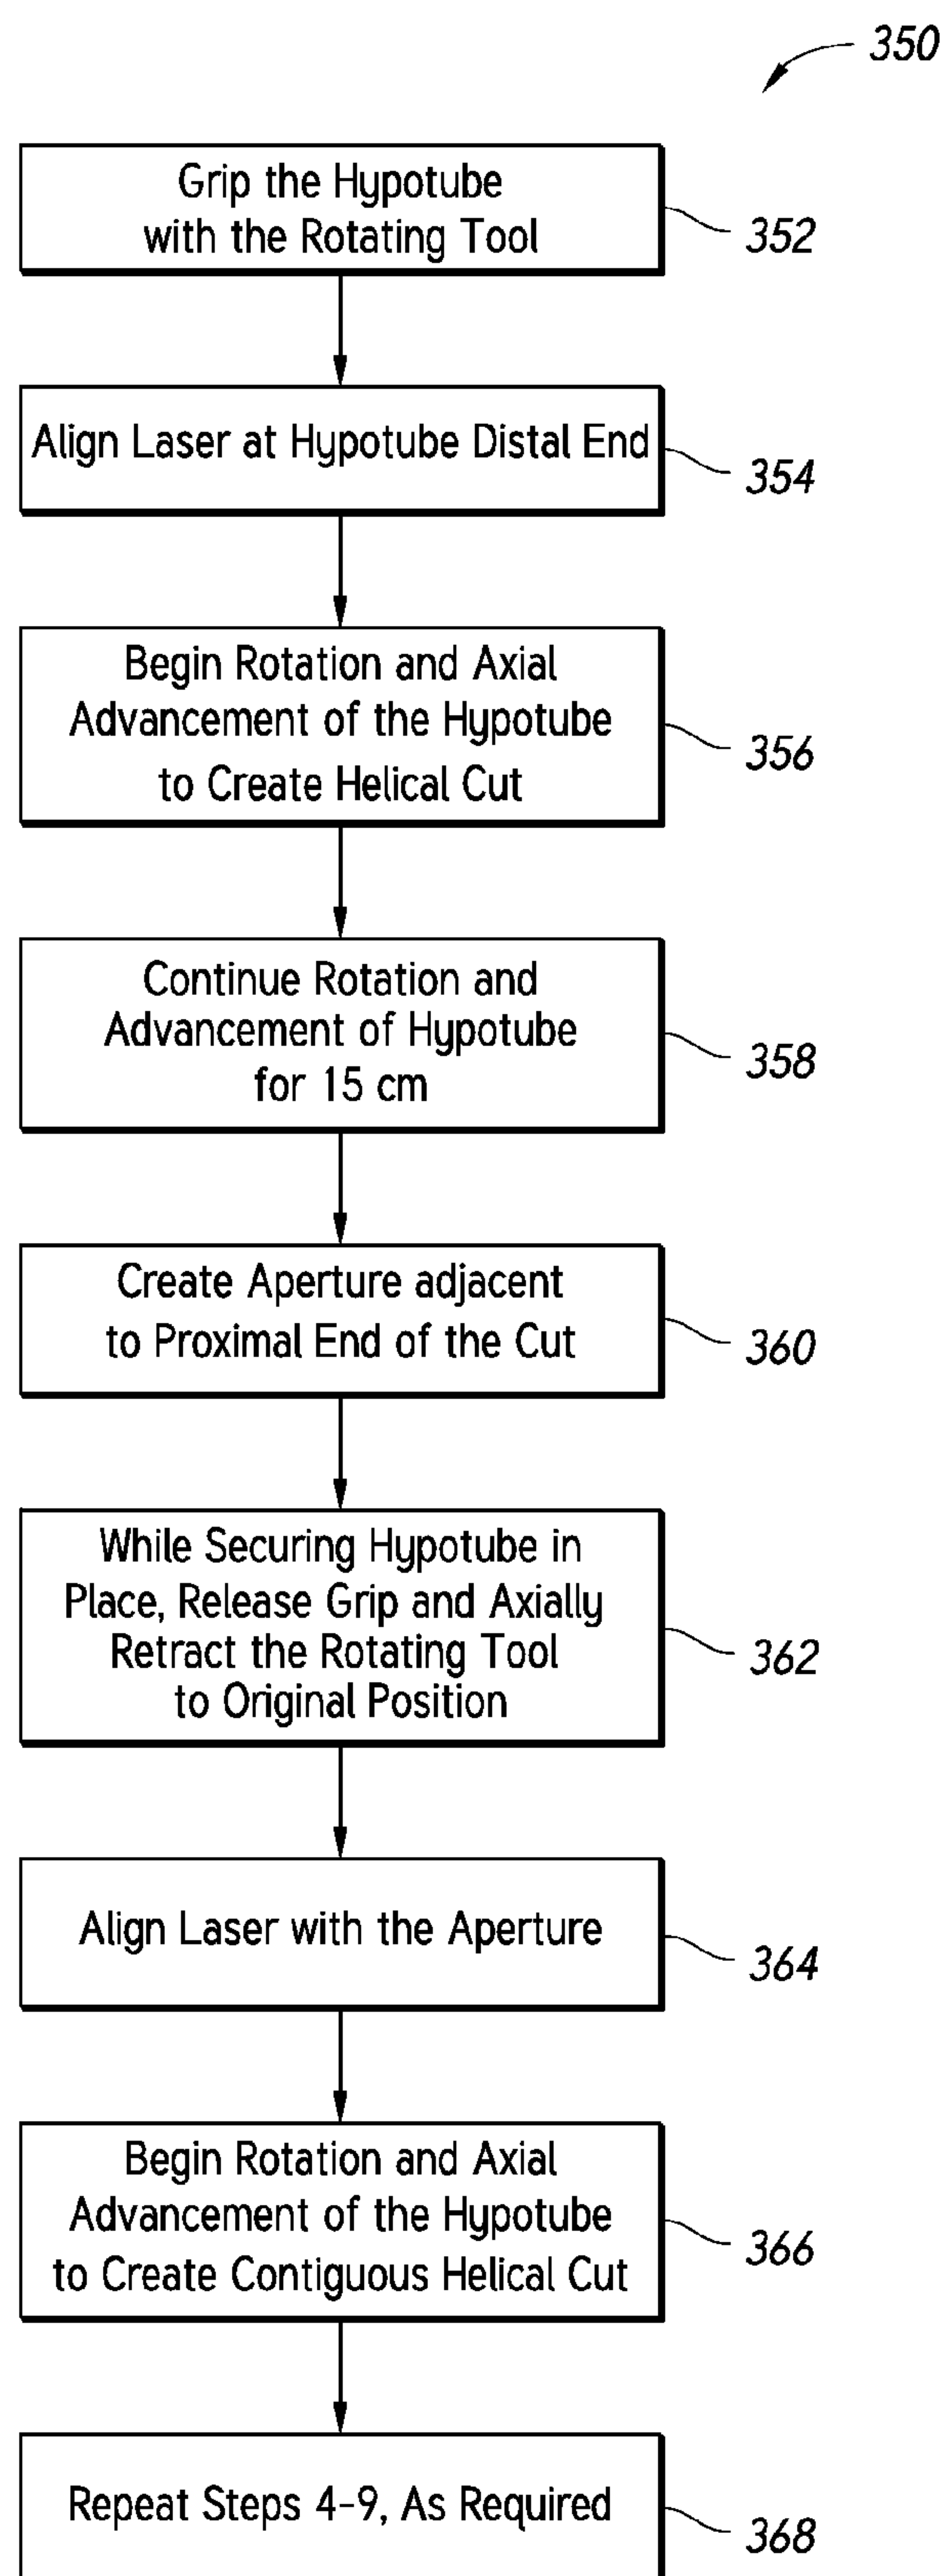 350
Grip the Hypotube
with the Rotating Tool
352
Align Laser at Hypotube Distal End
354
Begin Rotation and Axial
Advancement of the Hypotube
to Create Helical Cut
356
Continue Rotation and
Advancement of Hypotube
for 15 cm
358
Create Aperture adjacent
to Proximal End of the Cut
360
While Securing Hypotube in
Place, Release Grip and Axially
Retract the Rotating Tool
to Original Position
362
Align Laser with the Aperture
364
Begin Rotation and Axial
Advancement of the Hypotube
to Create Contiguous Helical Cut
366
Repeat Steps 4-9, As Required
368